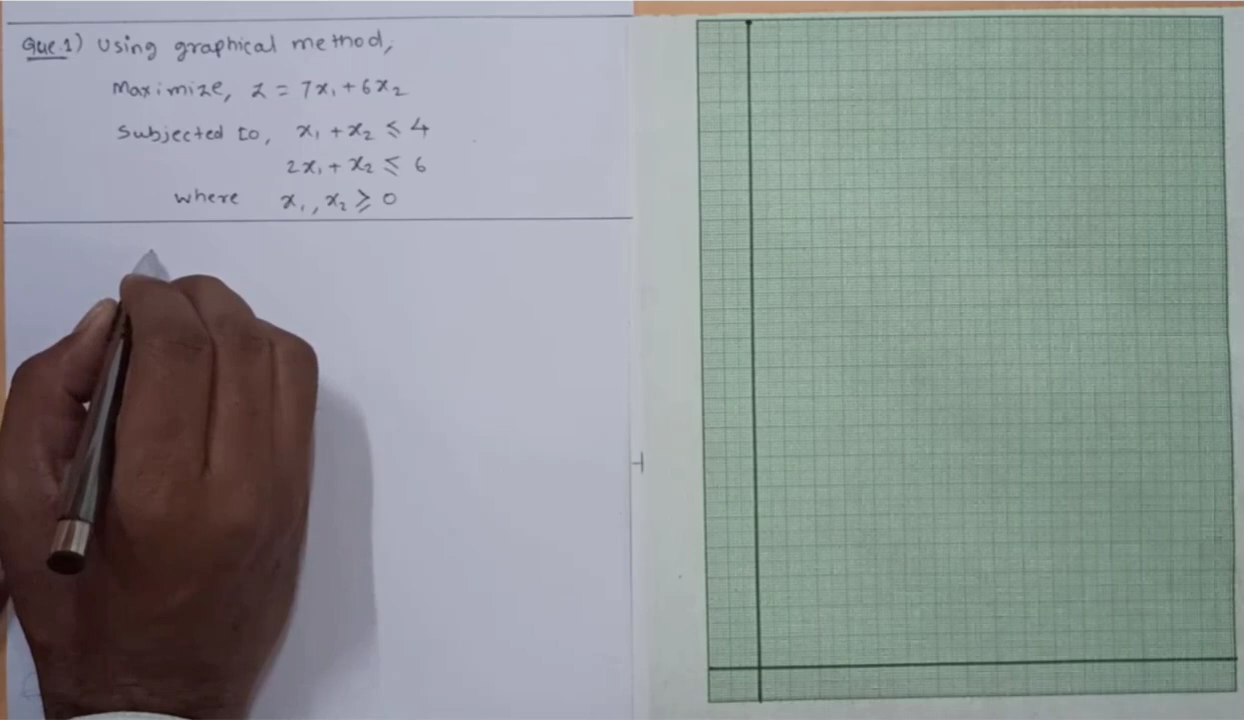 Que.1) Using graphical method,
Maximize, z = 7x₁ + 6x₂
Subjected to, x₁ + x₂ ≤ 4
2x₁ + x₂ ≤ 6
where x₁, x₂ ≥ 0